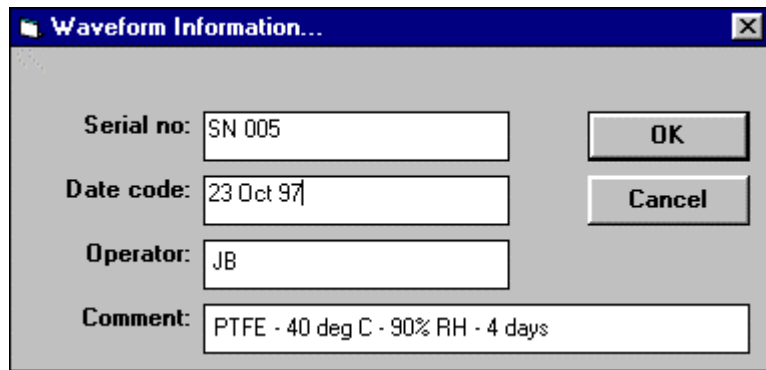 Waveform Information...
Serial no: SN 005 OK
Date code: 23 Oct 97 Cancel
Operator: JB
Comment: PTFE - 40 deg C - 90% RH - 4 days